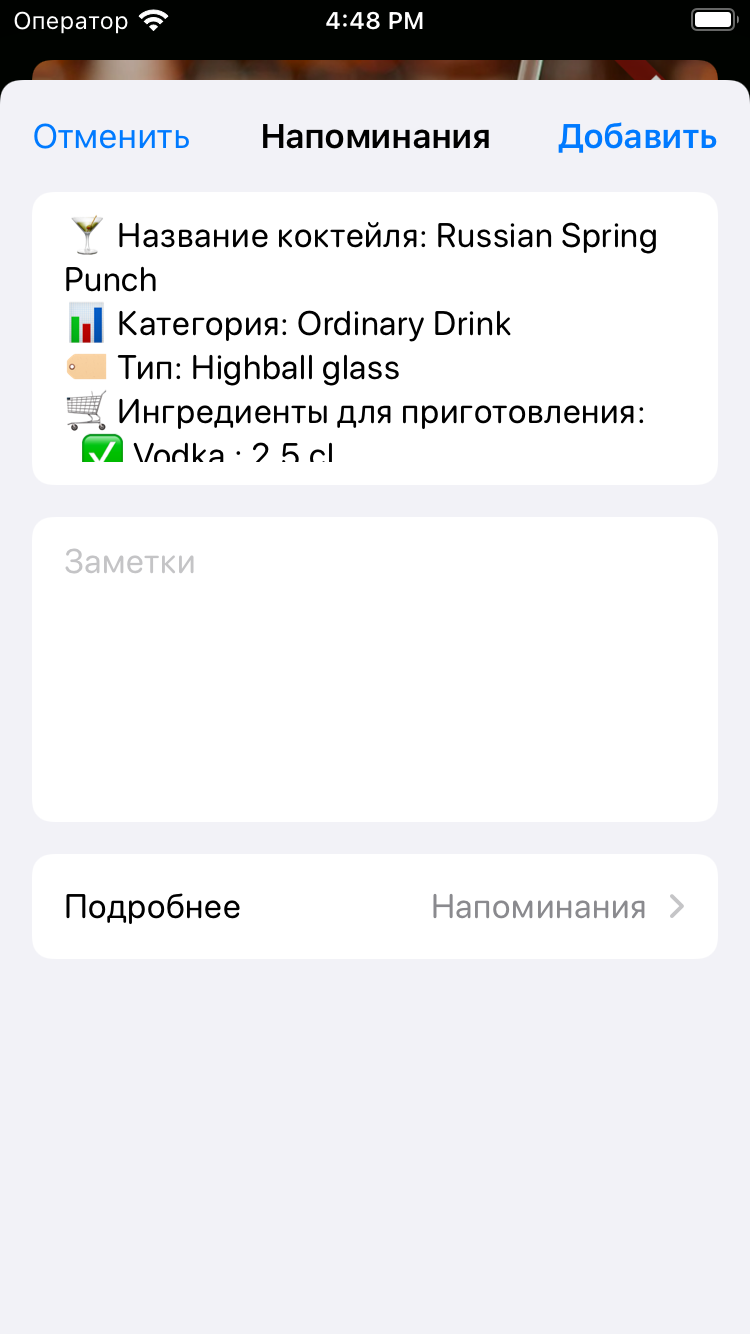 Оператор 4:48 PM
Отменить Напоминания Добавить
🍸 Название коктейля: Russian Spring
Punch
📊 Категория: Ordinary Drink
🏷 Тип: Highball glass
🛒 Ингредиенты для приготовления:
✅ Vodka : 2.5 cl
Заметки
Подробнее Напоминания